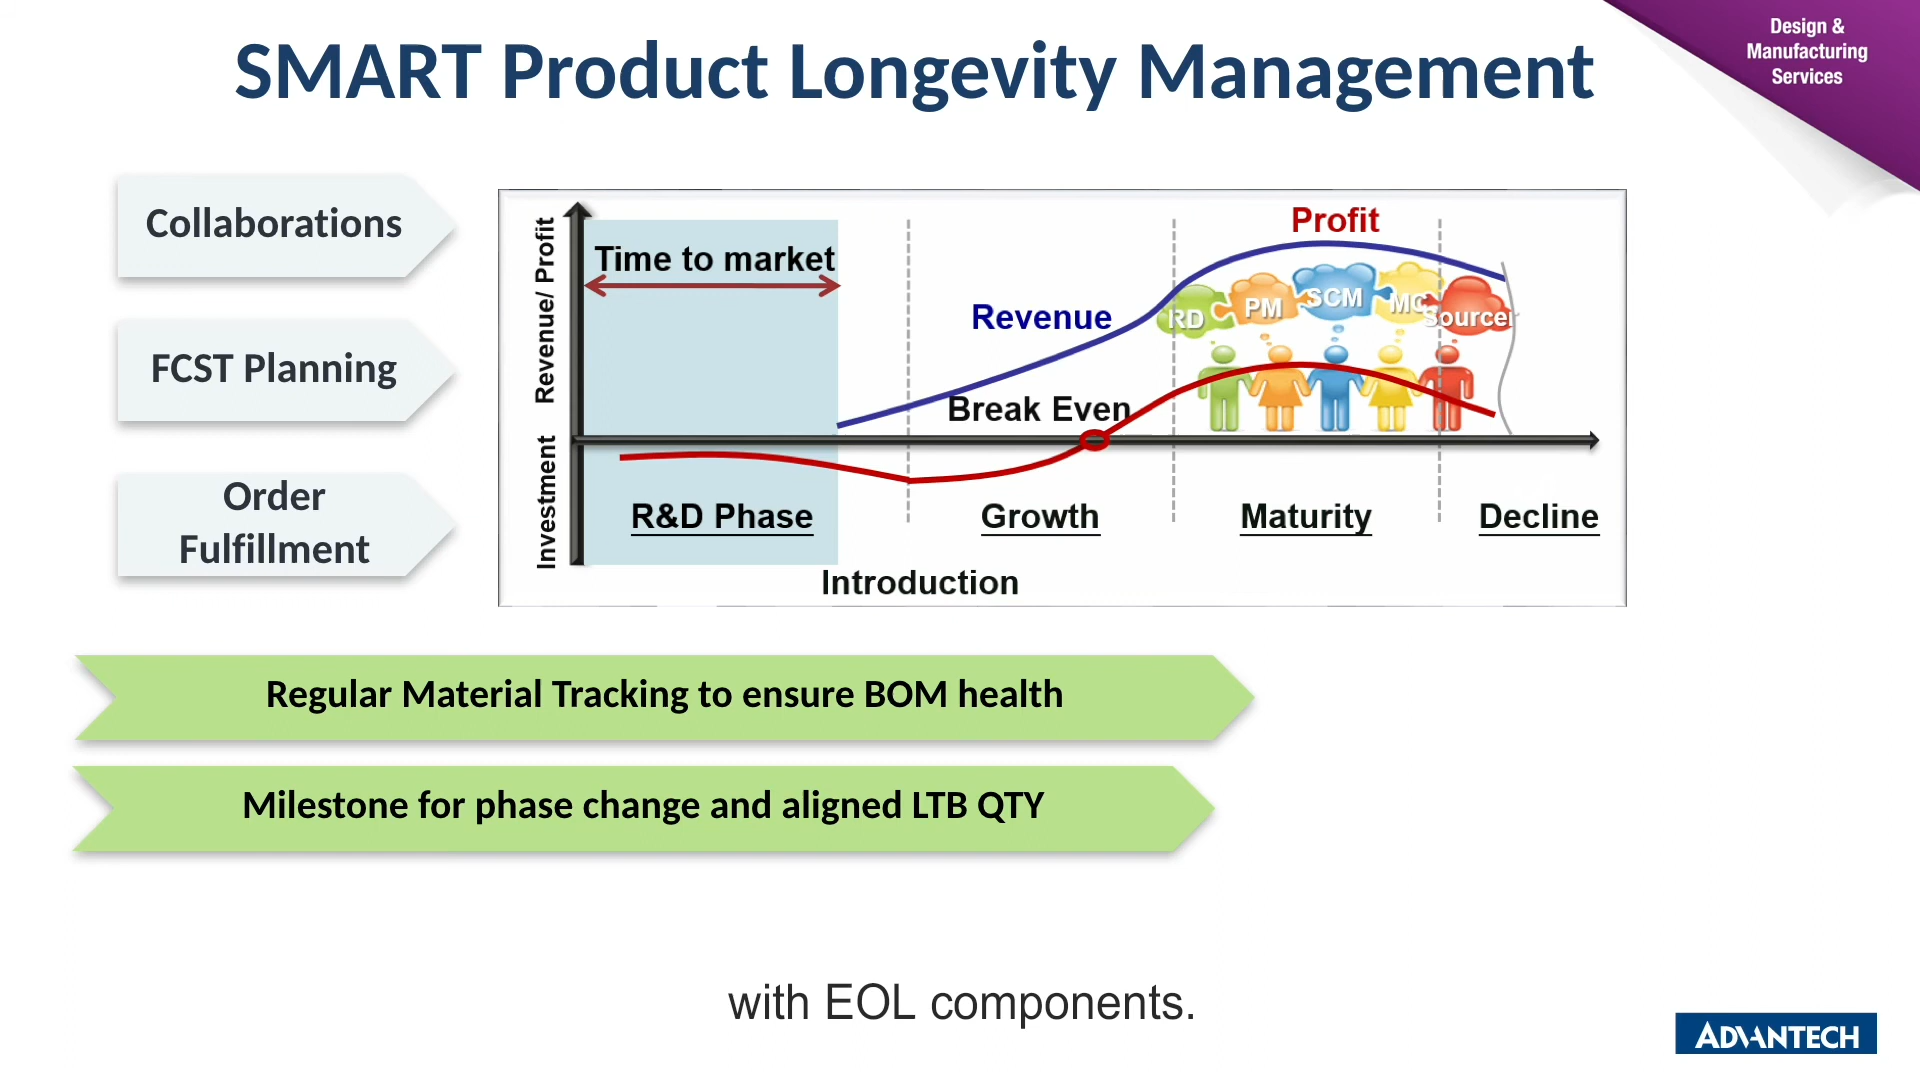 SMART Product Longevity Management
Design &
Manufacturing
Services
Collaborations
FCST Planning
Order
Fulfillment
Revenue/ Profit
Investment
Time to market
Revenue
Profit
Break Even
RD
PM
SCM
MC
Sourcer
R&D Phase
Growth
Maturity
Decline
Introduction
Regular Material Tracking to ensure BOM health
Milestone for phase change and aligned LTB QTY
with EOL components.
ADVANTECH